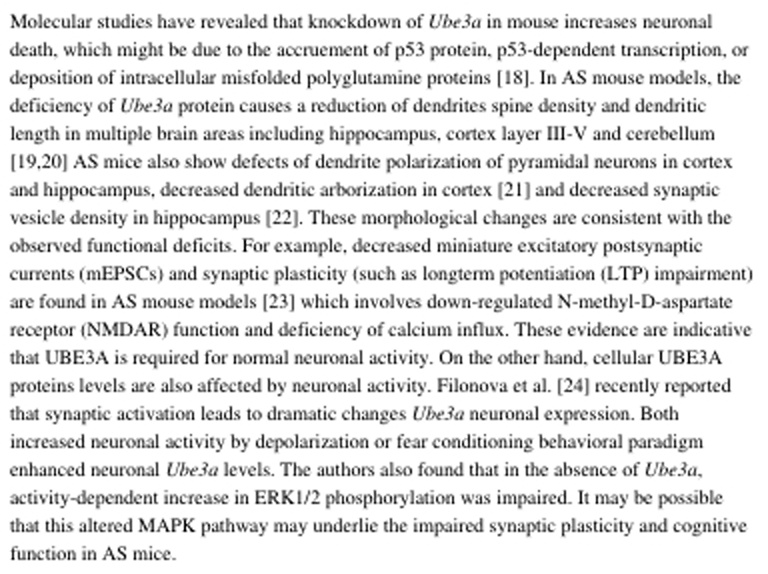 Molecular studies have revealed that knockdown of Ube3a in mouse increases neuronal
death, which might be due to the accruement of p53 protein, p53-dependent transcription, or
deposition of intracellular misfolded polyglutamine proteins [18]. In AS mouse models, the
deficiency of Ube3a protein causes a reduction of dendrites spine density and dendritic
length in multiple brain areas including hippocampus, cortex layer III-V and cerebellum
[19,20] AS mice also show defects of dendrite polarization of pyramidal neurons in cortex
and hippocampus, decreased dendritic arborization in cortex [21] and decreased synaptic
vesicle density in hippocampus [22]. These morphological changes are consistent with the
observed functional deficits. For example, decreased miniature excitatory postsynaptic
currents (mEPSCs) and synaptic plasticity (such as longterm potentiation (LTP) impairment)
are found in AS mouse models [23] which involves down-regulated N-methyl-D-aspartate
receptor (NMDAR) function and deficiency of calcium influx. These evidence are indicative
that UBE3A is required for normal neuronal activity. On the other hand, cellular UBE3A
proteins levels are also affected by neuronal activity. Filonova et al. [24] recently reported
that synaptic activation leads to dramatic changes Ube3a neuronal expression. Both
increased neuronal activity by depolarization or fear conditioning behavioral paradigm
enhanced neuronal Ube3a levels. The authors also found that in the absence of Ube3a,
activity-dependent increase in ERK1/2 phosphorylation was impaired. It may be possible
that this altered MAPK pathway may underlie the impaired synaptic plasticity and cognitive
function in AS mice.